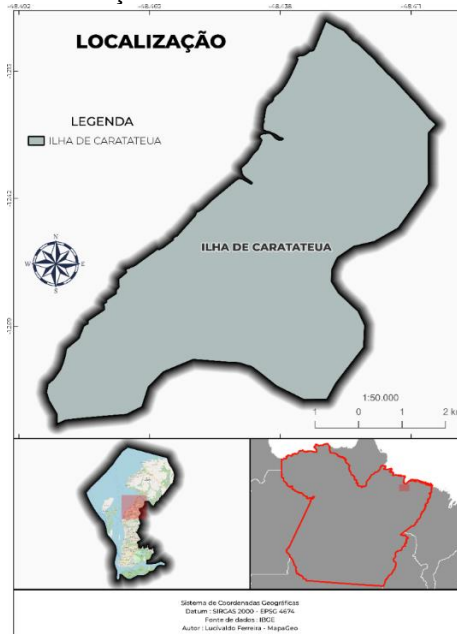 LOCALIZAÇÃO
LEGENDA
ILHA DE CARATATEUA
ILHA DE CARATATEUA
N
W
E
S
1:50.000
1 0 1 2 k
Sistema de Coordenadas Geográficas
Datum : SIRGAS 2000 - EPSG 4674
Fonte de dados : IBGE
Autor : Lucivaldo Ferreira - MapaGeo